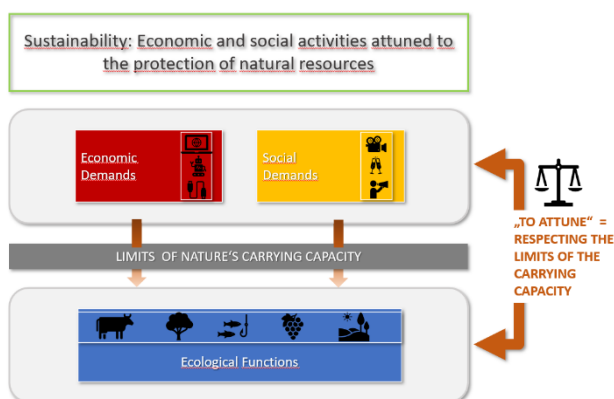 Sustainability: Economic and social activities attuned to
the protection of natural resources
Economic
Demands
Social
Demands
LIMITS OF NATURE'S CARRYING CAPACITY
Ecological Functions
„TO ATTUNE“ =
RESPECTING THE
LIMITS OF THE
CARRYING
CAPACITY